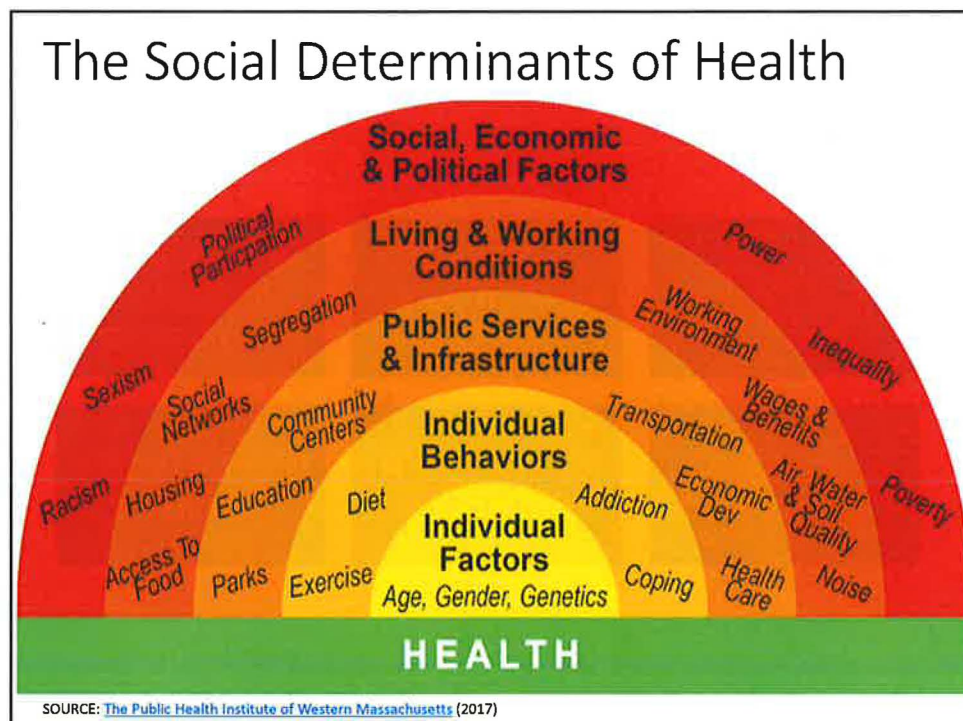 The Social Determinants of Health
Social, Economic
& Political Factors
Political
Particpation
Power
Sexism
Inequality
Racism
Poverty
Living & Working
Conditions
Segregation
Working
Environment
Social
Networks
Wages &
Benefits
Housing
Air, Water
& Soil
Quality
Access To
Food
Noise
Public Services
& Infrastructure
Community
Centers
Transportation
Education
Economic
Dev
Parks
Health
Care
Individual
Behaviors
Diet
Addiction
Exercise
Coping
Individual
Factors
Age, Gender, Genetics
HEALTH
SOURCE: The Public Health Institute of Western Massachusetts (2017)